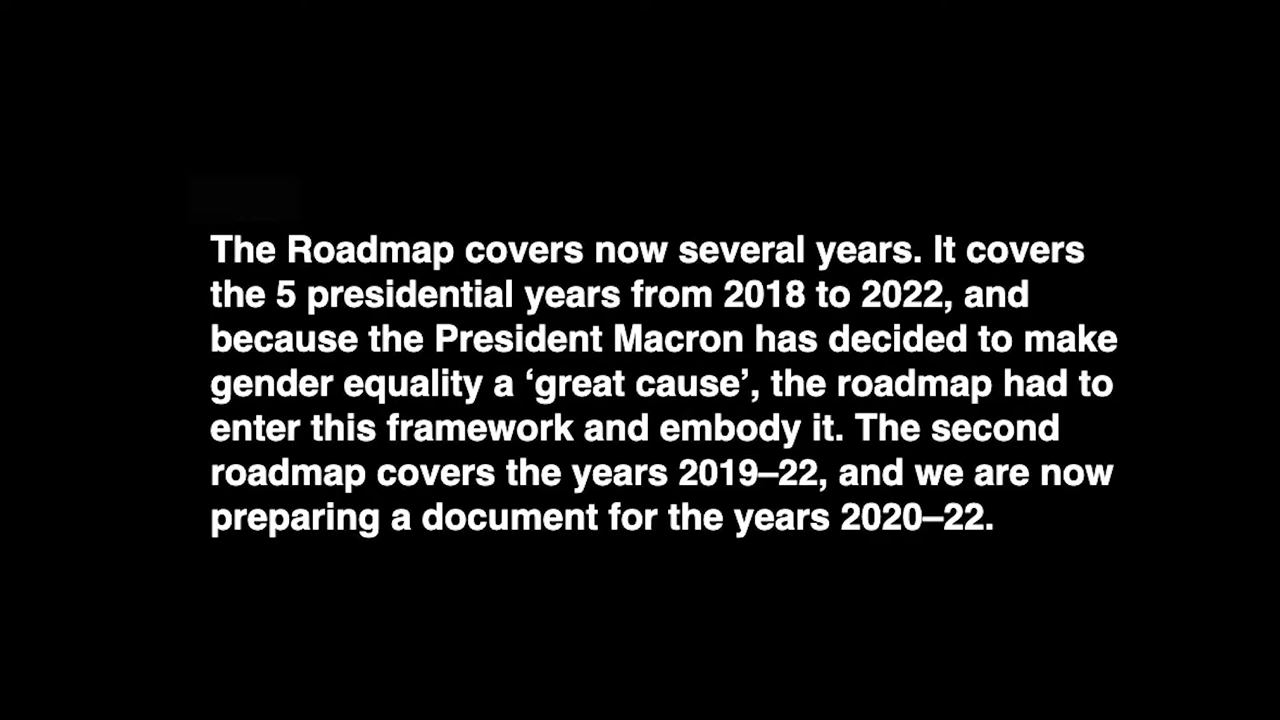 The Roadmap covers now several years. It covers
the 5 presidential years from 2018 to 2022, and
because the President Macron has decided to make
gender equality a ‘great cause’, the roadmap had to
enter this framework and embody it. The second
roadmap covers the years 2019–22, and we are now
preparing a document for the years 2020–22.